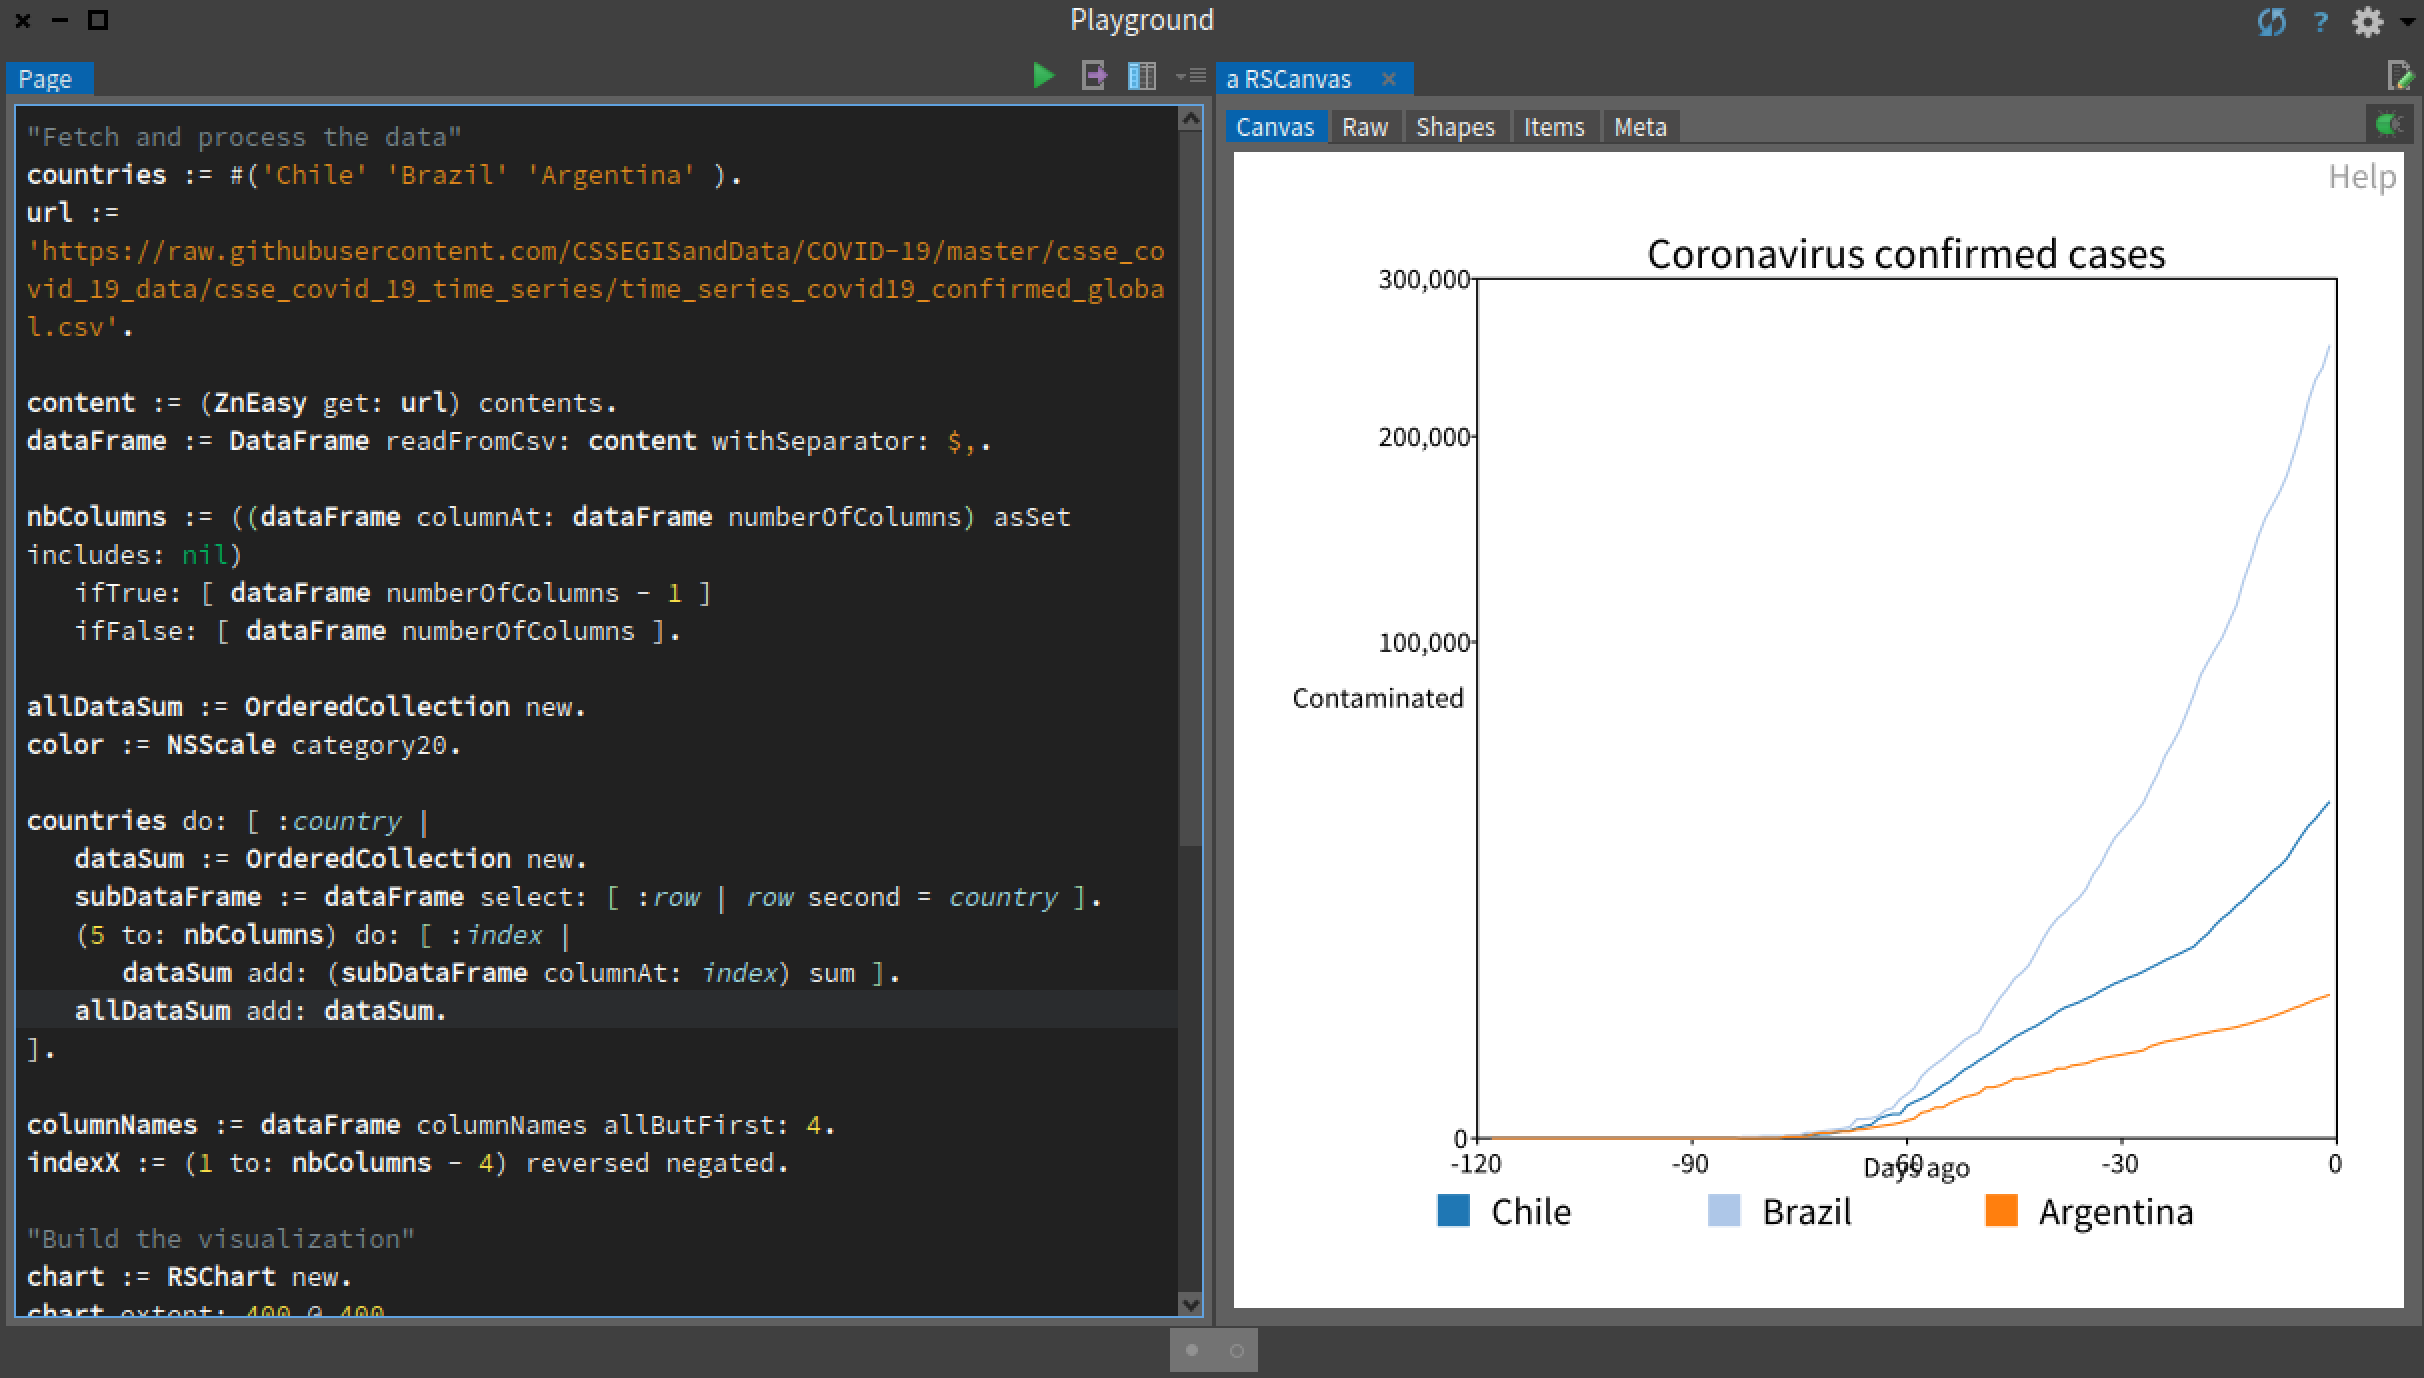 Playground
?
Page
"Fetch and process the data"
countries := #('Chile' 'Brazil' 'Argentina' ).
url :=
'https://raw.githubusercontent.com/CSSEGISandData/COVID-19/master/csse_co
vid_19_data/csse_covid_19_time_series/time_series_covid19_confirmed_globa
l.csv'.
content := (ZnEasy get: url) contents.
dataFrame := DataFrame readFromCsv: content withSeparator: $,.
nbColumns := ((dataFrame columnAt: dataFrame numberOfColumns) asSet
includes: nil)
ifTrue: [ dataFrame numberOfColumns - 1 ]
ifFalse: [ dataFrame numberOfColumns ].
allDataSum := OrderedCollection new.
color := NSScale category20.
countries do: [ :country |
dataSum := OrderedCollection new.
subDataFrame := dataFrame select: [ :row | row second = country ].
(5 to: nbColumns) do: [ :index |
dataSum add: (subDataFrame columnAt: index) sum ].
allDataSum add: dataSum.
].
columnNames := dataFrame columnNames allButFirst: 4.
indexX := (1 to: nbColumns - 4) reversed negated.
"Build the visualization"
chart := RSChart new.
chart extent: 400 @ 400
a RSCanvas
Canvas Raw Shapes Items Meta
Help
Coronavirus confirmed cases
300,000
200,000
100,000
Contaminated
0
-120 -90 -60 -30 0
Days ago
Chile Brazil Argentina